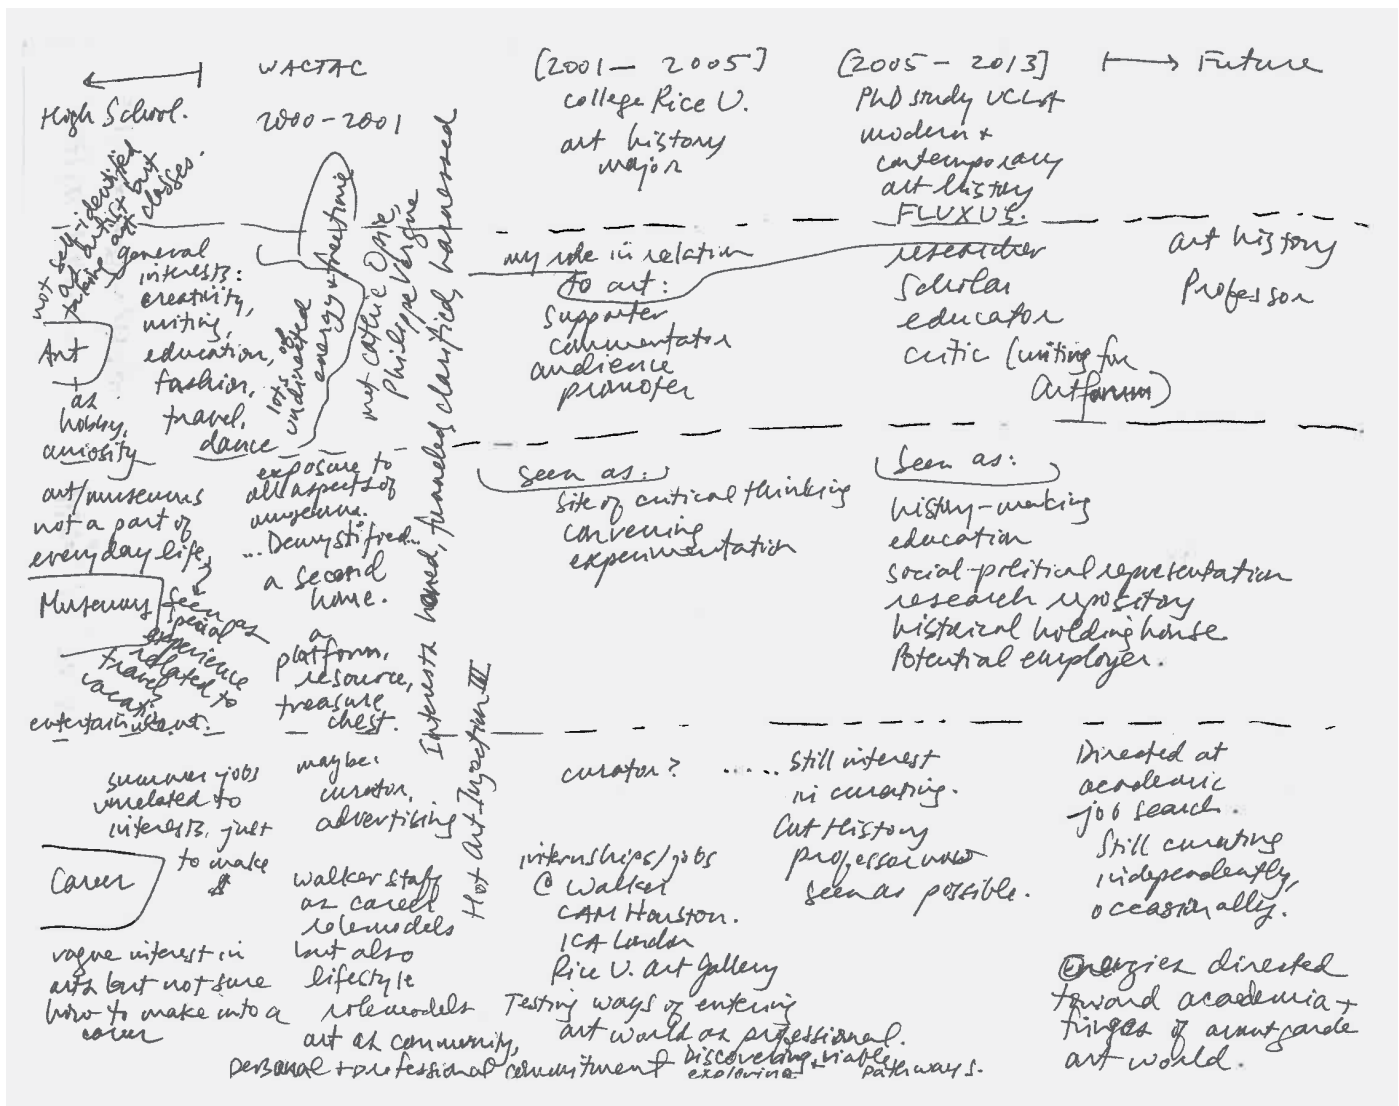 High School.
WACTAC
2000-2001
[2001 - 2005]
college Rice U.
art history
major
[2005 - 2013]
PhD study UCLA
modern +
contemporary
art history
FLUXUS.
Future
not self-identified
as artist but
taking art classes.
Art
as
hobby,
curiosity
general
interests:
creativity,
writing,
education,
fashion,
travel,
dance
lots of
undirected
energy + freetime
met Cathie Opie,
Philippe Vergne
Interests honed, funneled, clarified, harnessed
Hot Art-Injection III
my role in relation
to art:
supporter
commentator
audience
promoter
researcher
scholar
educator
critic (writing for
Artforum)
art history
Professor
art/museums
not a part of
everyday life,
Museums
seen as
special
experience
related to
travel,
entertainment.
exposure to
all aspects of
museum.
...Demystified...
a second
home.
a
platform,
resource,
treasure
chest.
seen as:
site of critical thinking
convening
experimentation
Seen as:
history-making
education
social-political representation
research repository
historical holding house
Potential employer.
summer jobs
unrelated to
interests, just
to make
$
Career
vague interest in
arts but not sure
how to make into a
career
maybe:
curator,
advertising
walker staff
as career
rolemodels
but also
lifestyle
rolemodels
art as community,
personal + professional commitment
curator?
internships/jobs
@ Walker
CAM Houston.
ICA London
Rice U. Art Gallery
Testing ways of entering
art world as professional.
Discovering + viable
exploring pathways.
..... Still interest
in curating.
Art History
professor now
seen as possible.
Directed at
academic
job search.
Still curating
independently,
occasionally.
Energies directed
toward academia +
fringes of avant garde
art world.